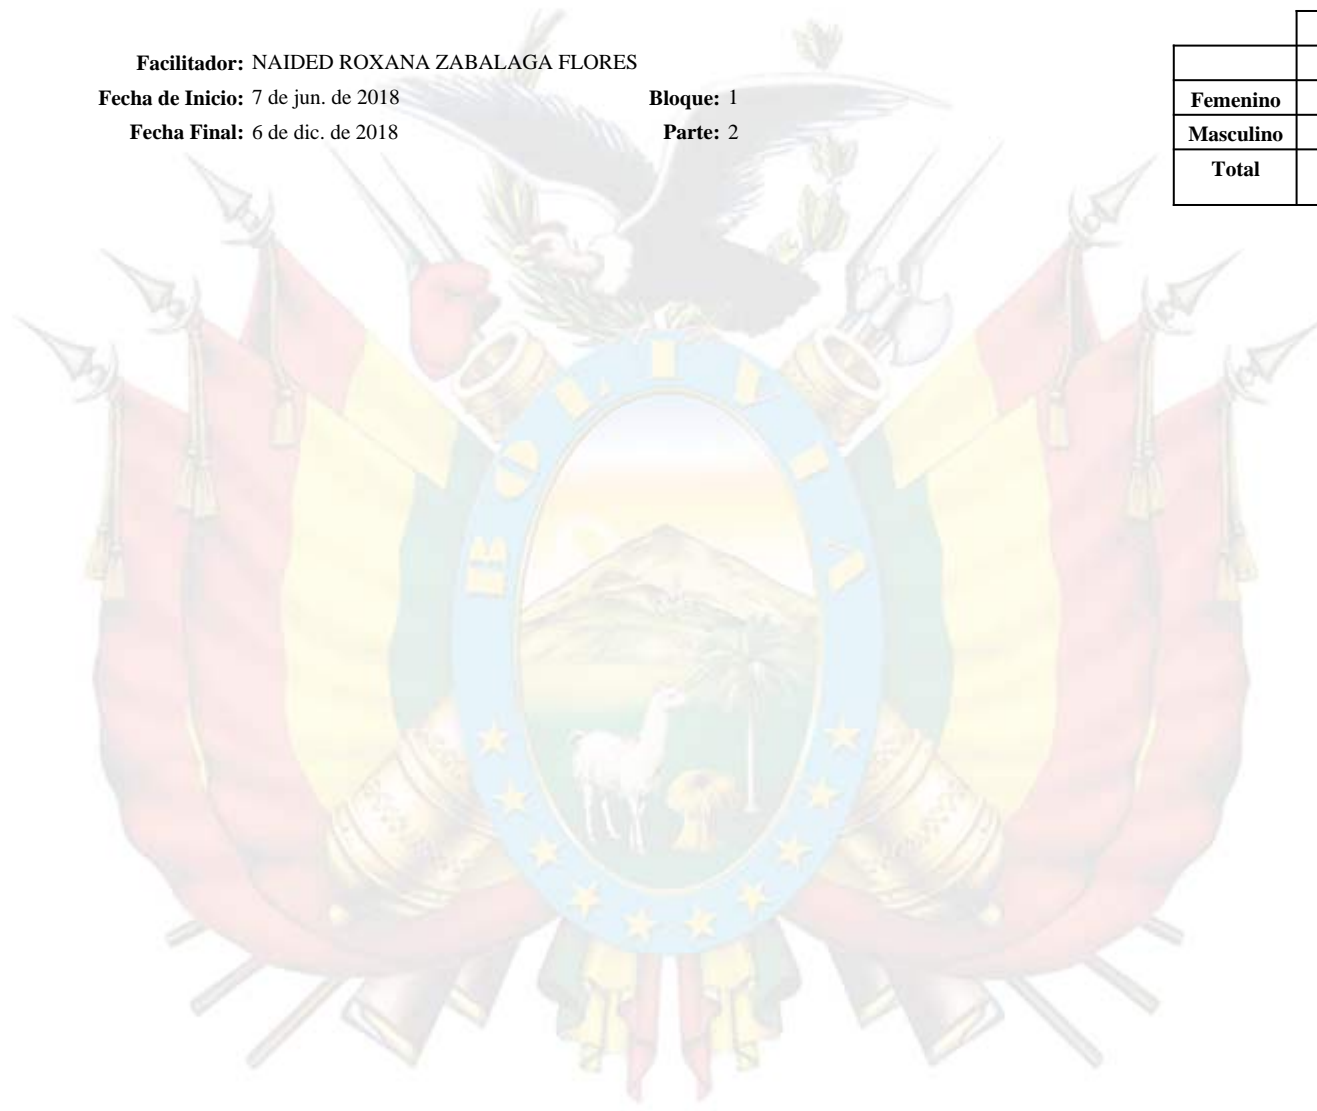 Facilitador: NAIDED ROXANA ZABALAGA FLORES
Fecha de Inicio: 7 de jun. de 2018 Bloque: 1
Fecha Final: 6 de dic. de 2018 Parte: 2
Femenino
Masculino
Total
BOLIVIA